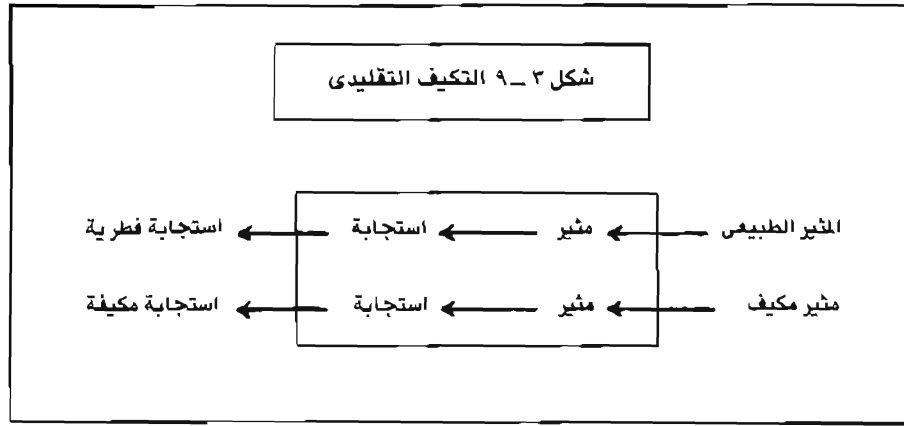 شكل ٣ – ٩ التكيف التقليدى
المثير الطبيعى مثير استجابة استجابة فطرية
مثير مكيف مثير استجابة استجابة مكيفة